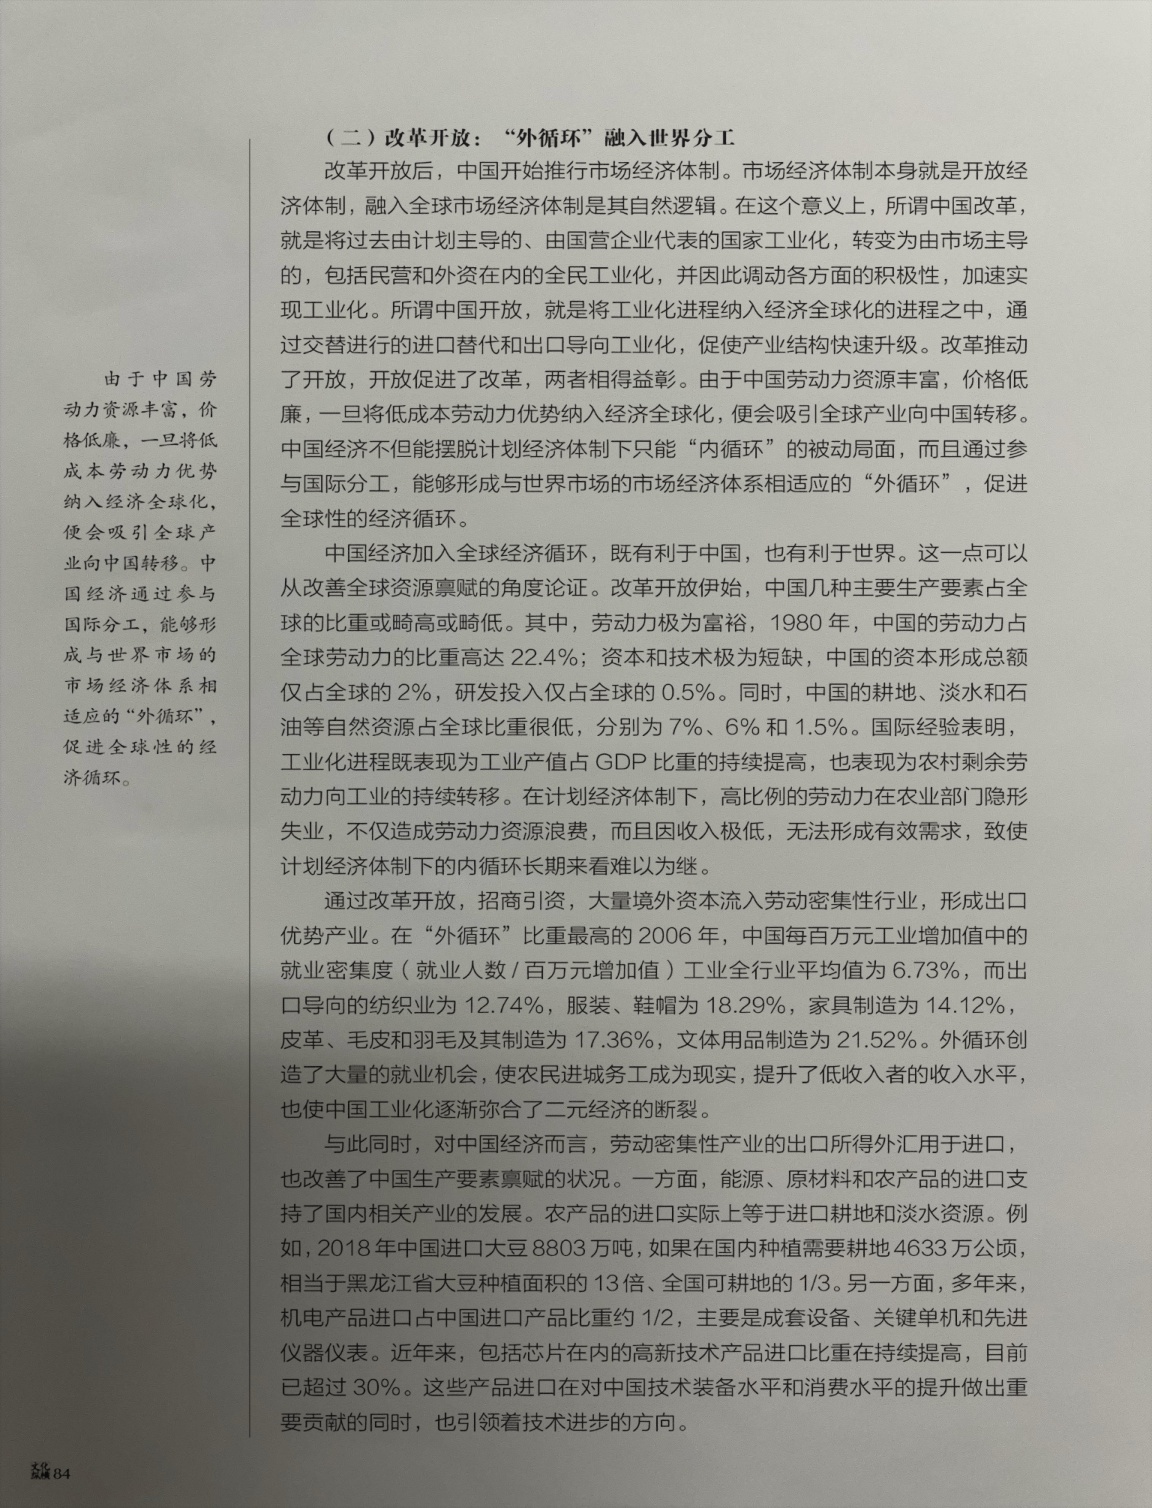 （二）改革开放：“外循环”融入世界分工
改革开放后，中国开始推行市场经济体制。市场经济体制本身就是开放经
济体制，融入全球市场经济体制是其自然逻辑。在这个意义上，所谓中国改革，
就是将过去由计划主导的、由国营企业代表的国家工业化，转变为由市场主导
的，包括民营和外资在内的全民工业化，并因此调动各方面的积极性，加速实
现工业化。所谓中国开放，就是将工业化进程纳入经济全球化的进程之中，通
过交替进行的进口替代和出口导向工业化，促使产业结构快速升级。改革推动
了开放，开放促进了改革，两者相得益彰。由于中国劳动力资源丰富，价格低
廉，一旦将低成本劳动力优势纳入经济全球化，便会吸引全球产业向中国转移。
中国经济不但能摆脱计划经济体制下只能“内循环”的被动局面，而且通过参
与国际分工，能够形成与世界市场的市场经济体系相适应的“外循环”，促进
全球性的经济循环。
中国经济加入全球经济循环，既有利于中国，也有利于世界。这一点可以
从改善全球资源禀赋的角度论证。改革开放伊始，中国几种主要生产要素占全
球的比重或畸高或畸低。其中，劳动力极为富裕，1980 年，中国的劳动力占
全球劳动力的比重高达 22.4%；资本和技术极为短缺，中国的资本形成总额
仅占全球的 2%，研发投入仅占全球的 0.5%。同时，中国的耕地、淡水和石
油等自然资源占全球比重很低，分别为 7%、6% 和 1.5%。国际经验表明，
工业化进程既表现为工业产值占 GDP 比重的持续提高，也表现为农村剩余劳
动力向工业的持续转移。在计划经济体制下，高比例的劳动力在农业部门隐形
失业，不仅造成劳动力资源浪费，而且因收入极低，无法形成有效需求，致使
计划经济体制下的内循环长期来看难以为继。
通过改革开放，招商引资，大量境外资本流入劳动密集性行业，形成出口
优势产业。在“外循环”比重最高的 2006 年，中国每百万元工业增加值中的
就业密集度（就业人数 / 百万元增加值）工业全行业平均值为 6.73%，而出
口导向的纺织业为 12.74%，服装、鞋帽为 18.29%，家具制造为 14.12%，
皮革、毛皮和羽毛及其制造为 17.36%，文体用品制造为 21.52%。外循环创
造了大量的就业机会，使农民进城务工成为现实，提升了低收入者的收入水平，
也使中国工业化逐渐弥合了二元经济的断裂。
与此同时，对中国经济而言，劳动密集性产业的出口所得外汇用于进口，
也改善了中国生产要素禀赋的状况。一方面，能源、原材料和农产品的进口支
持了国内相关产业的发展。农产品的进口实际上等于进口耕地和淡水资源。例
如，2018 年中国进口大豆 8803 万吨，如果在国内种植需要耕地 4633 万公顷，
相当于黑龙江省大豆种植面积的 13 倍、全国可耕地的 1/3。另一方面，多年来，
机电产品进口占中国进口产品比重约 1/2，主要是成套设备、关键单机和先进
仪器仪表。近年来，包括芯片在内的高新技术产品进口比重在持续提高，目前
已超过 30%。这些产品进口在对中国技术装备水平和消费水平的提升做出重
要贡献的同时，也引领着技术进步的方向。
由于中国劳
动力资源丰富，价
格低廉，一旦将低
成本劳动力优势
纳入经济全球化，
便会吸引全球产
业向中国转移。中
国经济通过参与
国际分工，能够形
成与世界市场的
市场经济体系相
适应的“外循环”，
促进全球性的经
济循环。
文化纵横 84